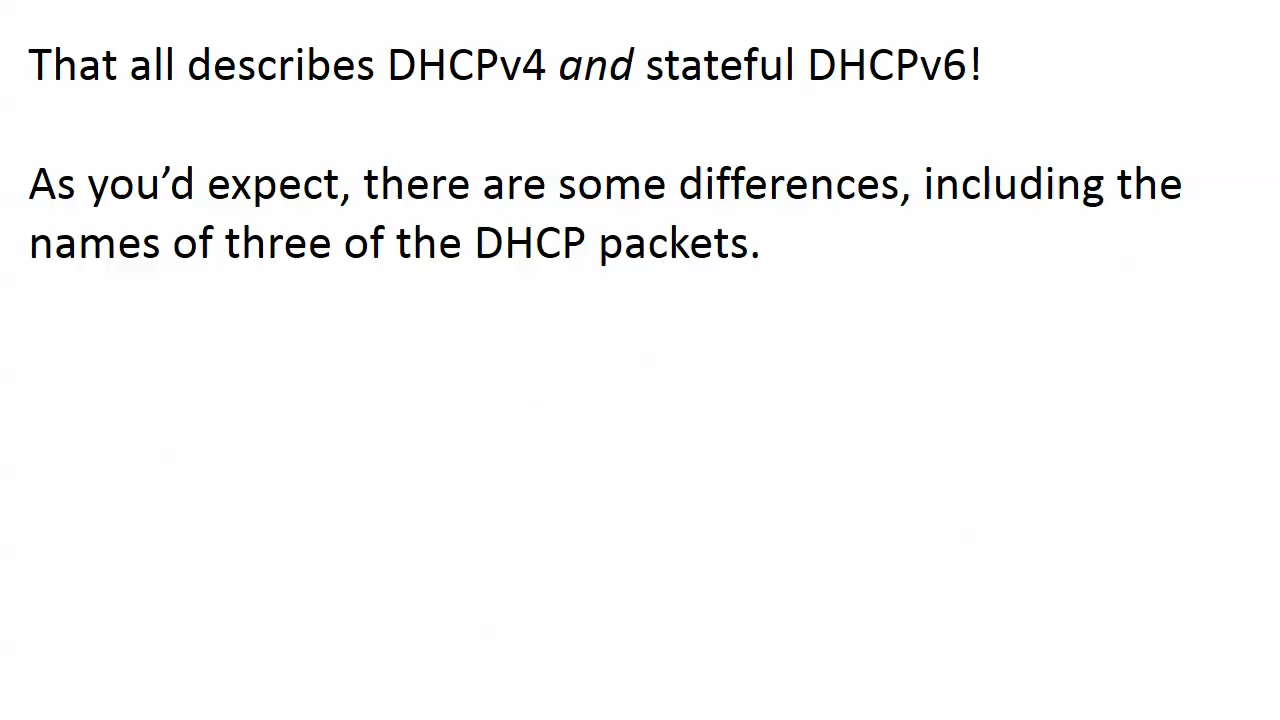 That all describes DHCPv4 and stateful DHCPv6!
As you’d expect, there are some differences, including the
names of three of the DHCP packets.